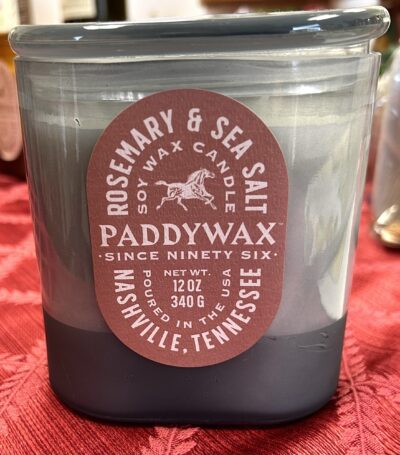 ROSEMARY & SEA SALT
SOY WAX CANDLE
PADDYWAX
·SINCE NINETY SIX·
NET WT.
12 OZ
340 G
POURED IN THE USA
NASHVILLE, TENNESSEE